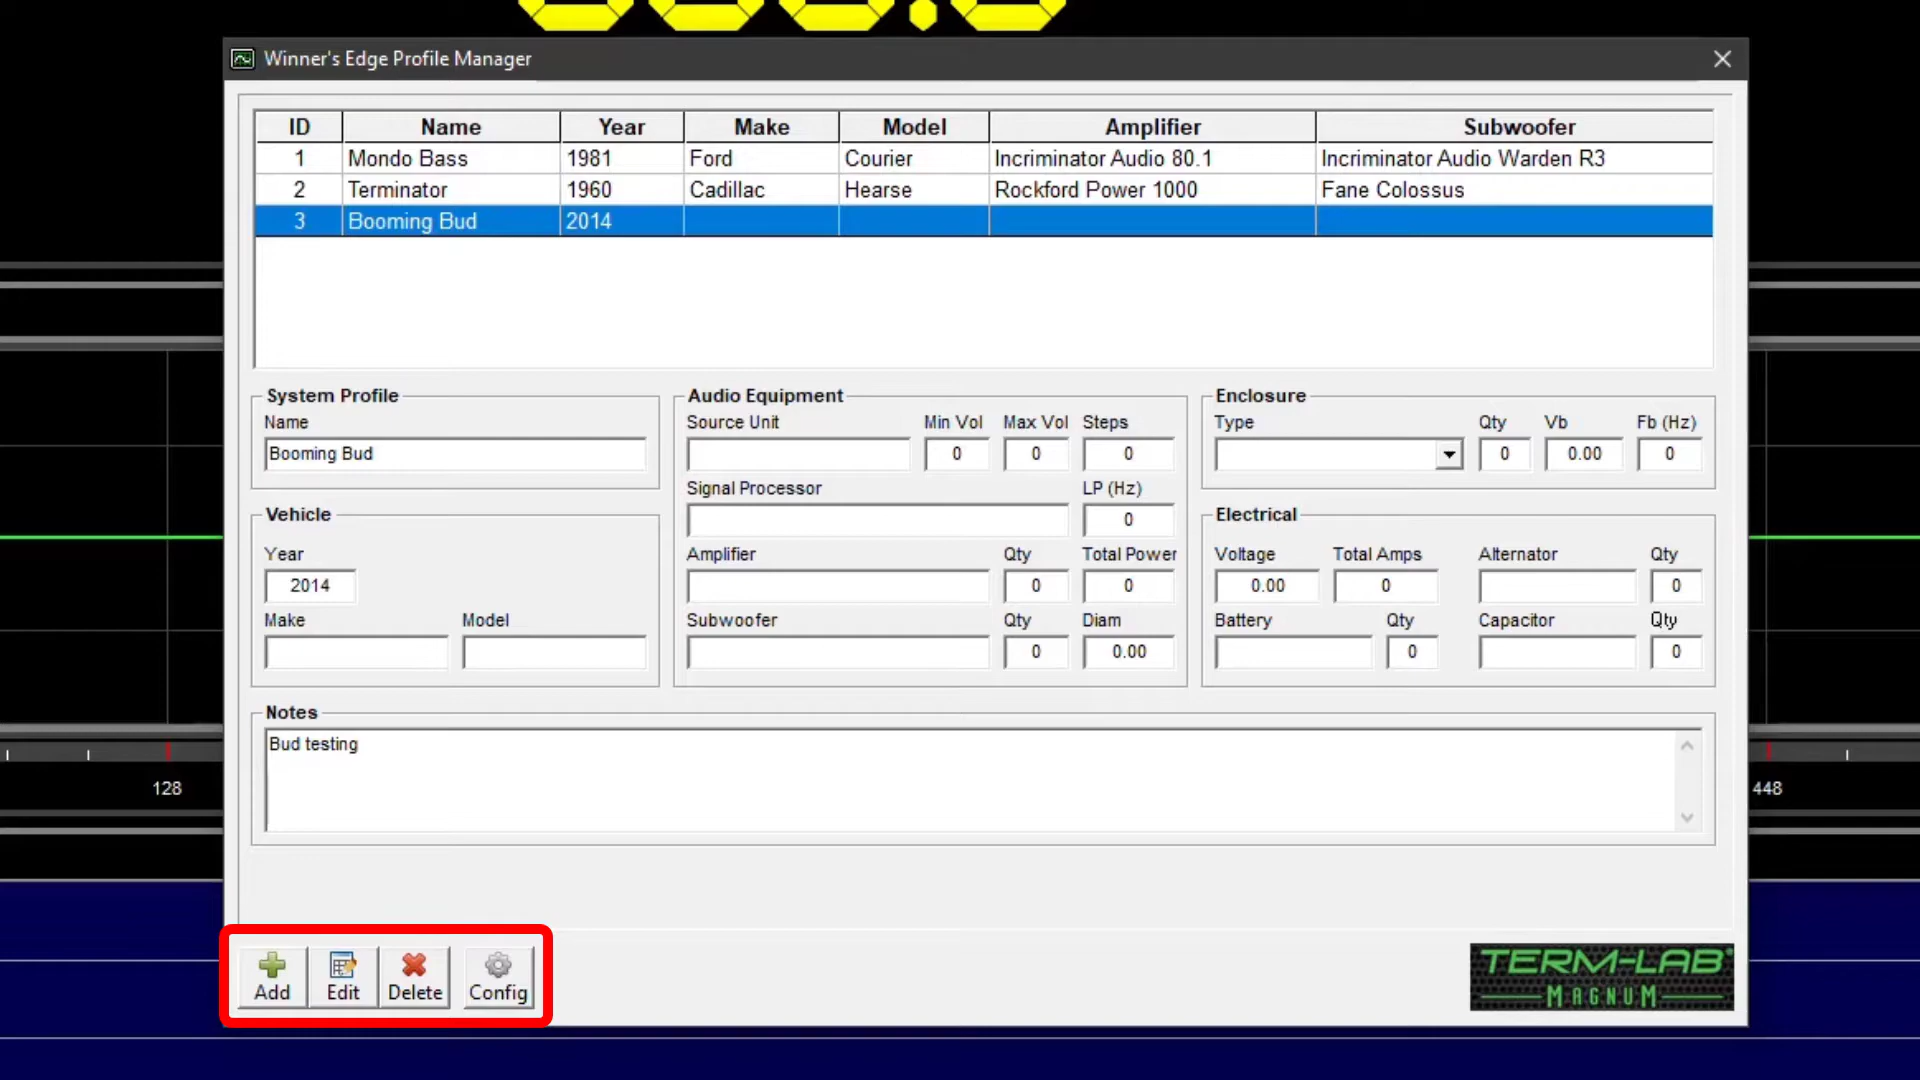 Winner's Edge Profile Manager
ID Name Year Make Model Amplifier Subwoofer
1 Mondo Bass 1981 Ford Courier Incriminator Audio 80.1 Incriminator Audio Warden R3
2 Terminator 1960 Cadillac Hearse Rockford Power 1000 Fane Colossus
3 Booming Bud 2014
System Profile
Name
Booming Bud
Vehicle
Year
2014
Make Model
Audio Equipment
Source Unit Min Vol Max Vol Steps
0 0 0
Signal Processor LP (Hz)
0
Amplifier Qty Total Power
0 0
Subwoofer Qty Diam
0 0.00
Enclosure
Type Qty Vb Fb (Hz)
0 0.00 0
Electrical
Voltage Total Amps Alternator Qty
0.00 0 0
Battery Qty Capacitor Qty
0 0
Notes
Bud testing
128
448
Add Edit Delete Config
TERM-LAB
MAGNUM